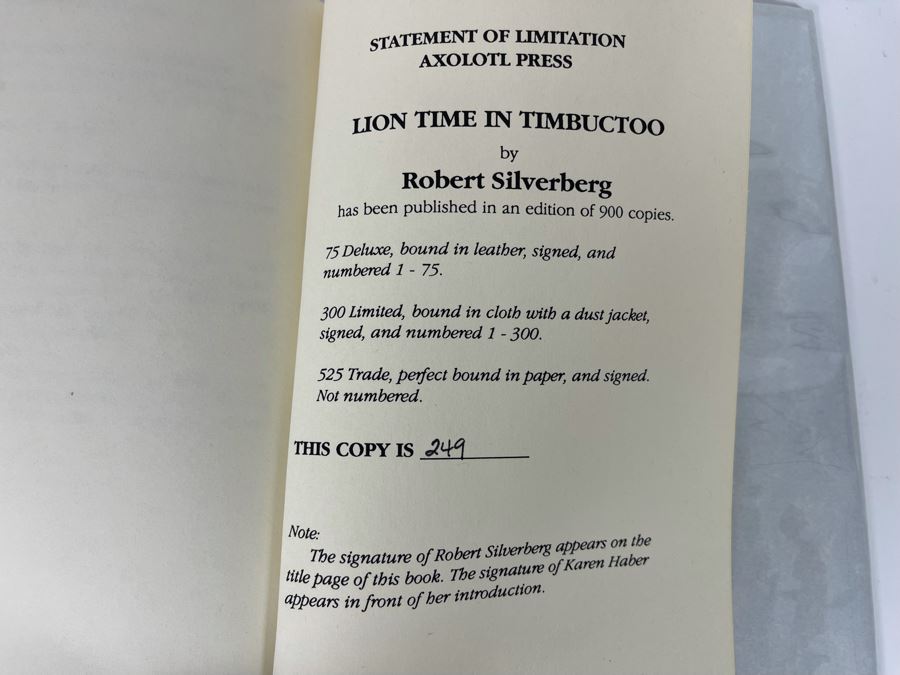 STATEMENT OF LIMITATION
AXOLOTL PRESS
LION TIME IN TIMBUCTOO
by
Robert Silverberg
has been published in an edition of 900 copies.
75 Deluxe, bound in leather, signed, and
numbered 1 - 75.
300 Limited, bound in cloth with a dust jacket,
signed, and numbered 1 - 300.
525 Trade, perfect bound in paper, and signed.
Not numbered.
THIS COPY IS 249
Note:
The signature of Robert Silverberg appears on the
title page of this book. The signature of Karen Haber
appears in front of her introduction.